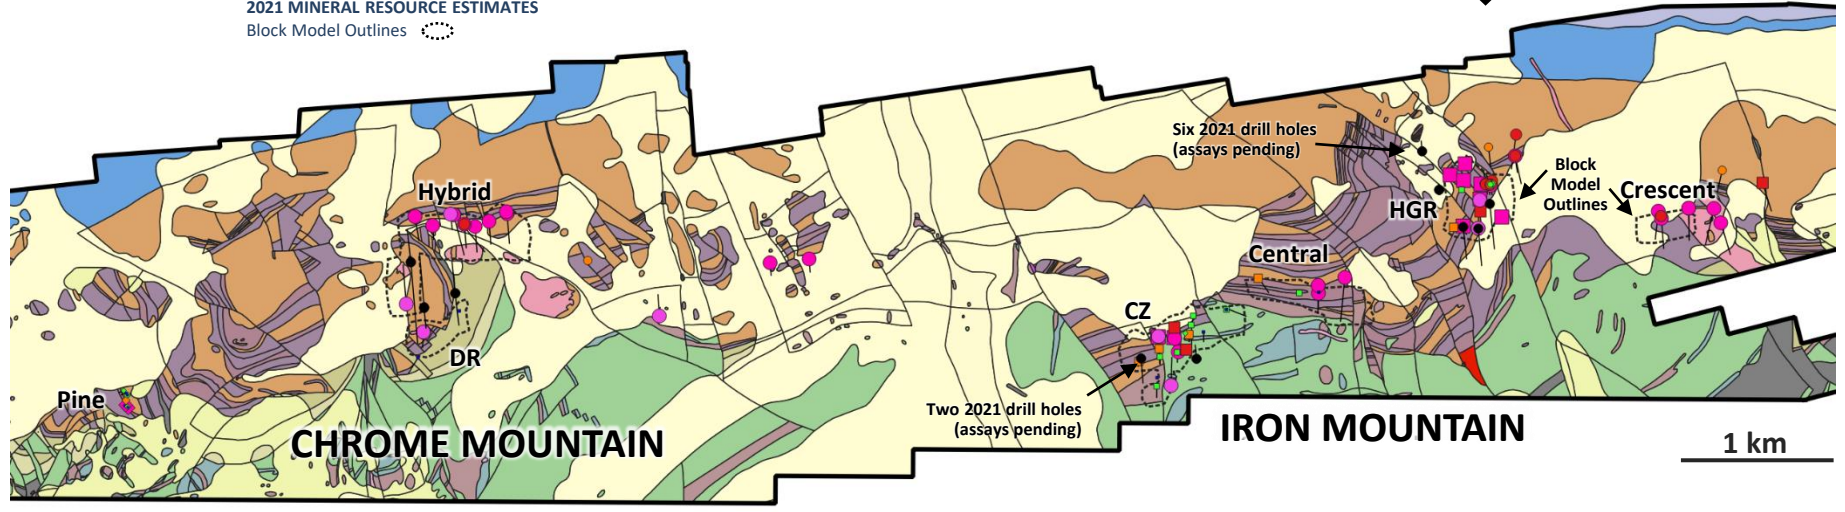 2021 MINERAL RESOURCE ESTIMATES
Block Model Outlines
Six 2021 drill holes
(assays pending)
Block
Model
Outlines
Hybrid
Crescent
HGR
Central
CZ
DR
Pine
Two 2021 drill holes
(assays pending)
CHROME MOUNTAIN
IRON MOUNTAIN
1 km